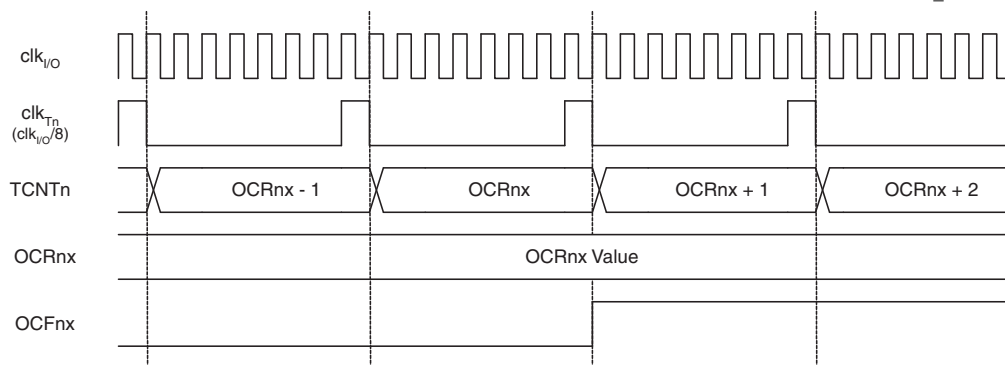 clkI/O
clkTn
(clkI/O/8)
TCNTn OCRnx - 1 OCRnx OCRnx + 1 OCRnx + 2
OCRnx OCRnx Value
OCFnx